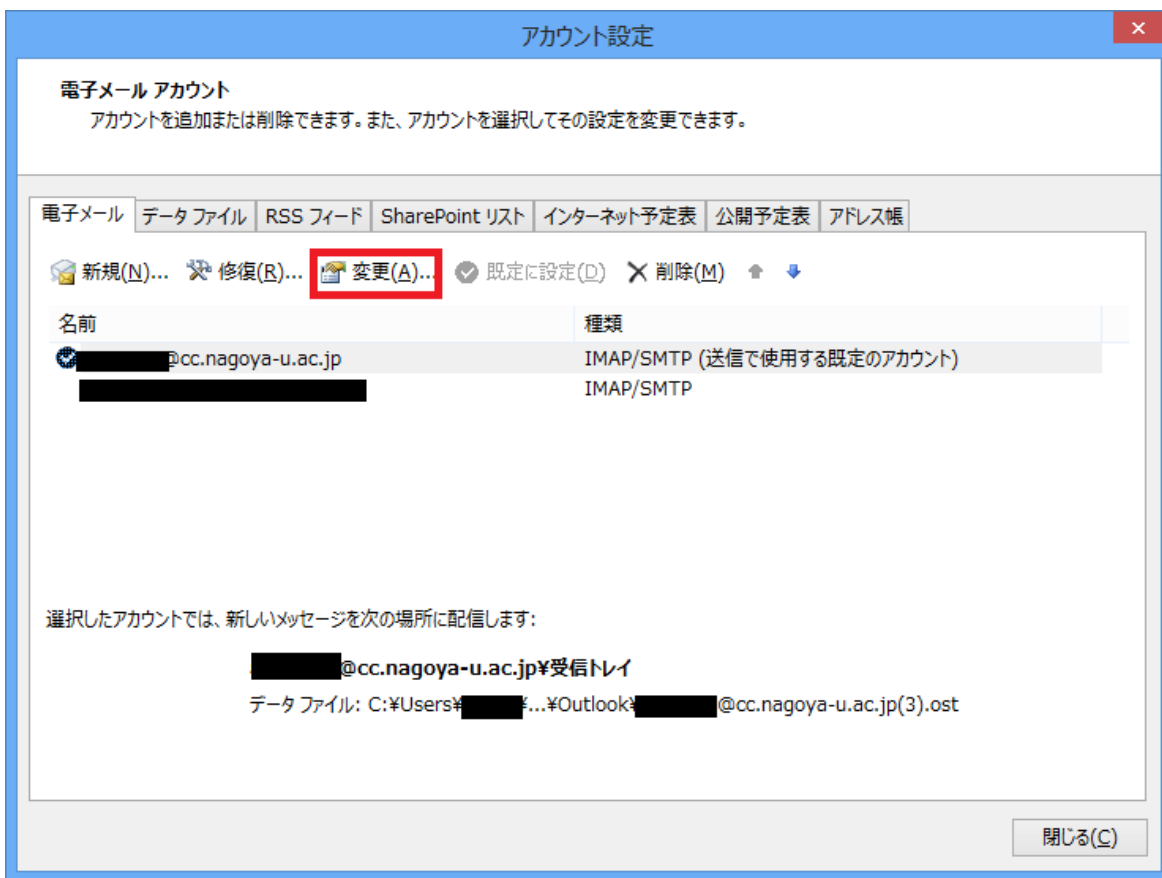 アカウント設定
電子メール アカウント
アカウントを追加または削除できます。また、アカウントを選択してその設定を変更できます。
電子メール データ ファイル RSS フィード SharePoint リスト インターネット予定表 公開予定表 アドレス帳
新規(N)... 修復(R)... 変更(A)... 既定に設定(D) 削除(M)
名前 種類
@cc.nagoya-u.ac.jp IMAP/SMTP (送信で使用する既定のアカウント)
IMAP/SMTP
選択したアカウントでは、新しいメッセージを次の場所に配信します:
@cc.nagoya-u.ac.jp¥受信トレイ
データ ファイル: C:¥Users¥ ¥...¥Outlook¥ @cc.nagoya-u.ac.jp(3).ost
閉じる(C)